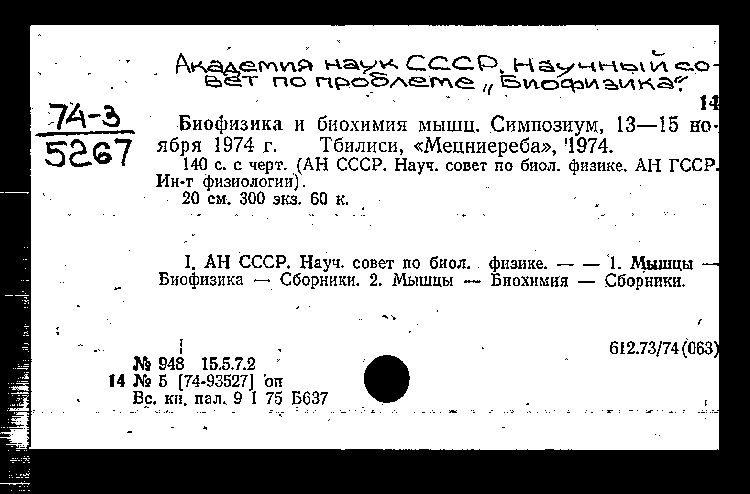 Академия наук СССР. Научный со-
вет по проблеме „Биофизика".
14
74-3
5267
Биофизика и биохимия мышц. Симпозиум, 13—15 но-
ября 1974 г. Тбилиси, «Мецниереба», 1974.
140 с. с черт. (АН СССР. Науч. совет по биол. физике. АН ГССР.
Ин-т физиологии).
20 см. 300 экз. 60 к.
I. АН СССР. Науч. совет по биол. физике. — — 1. Мышцы —
Биофизика — Сборники. 2. Мышцы — Биохимия — Сборники.
612.73/74(063)
№ 948 15.5.7.2
14 № 5 [74-93527] оп
Вс. кн. пал. 9 I 75 Б637